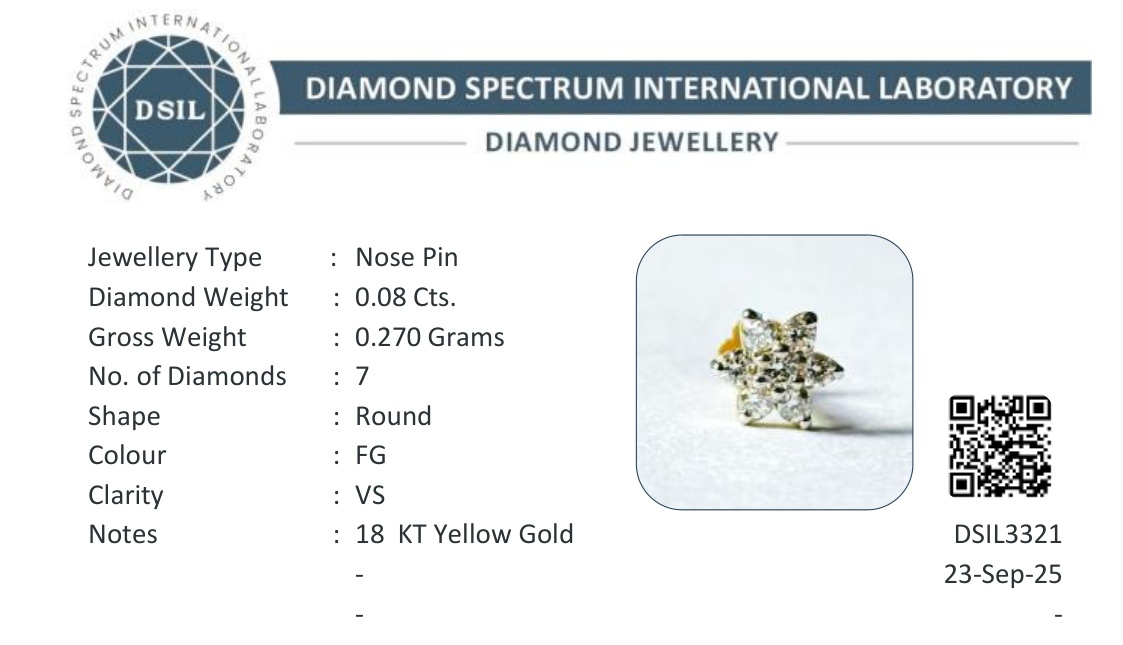 DIAMOND SPECTRUM INTERNATIONAL LABORATORY
DSIL
DIAMOND SPECTRUM INTERNATIONAL LABORATORY
DIAMOND JEWELLERY
Jewellery Type : Nose Pin
Diamond Weight : 0.08 Cts.
Gross Weight : 0.270 Grams
No. of Diamonds : 7
Shape : Round
Colour : FG
Clarity : VS
Notes : 18 KT Yellow Gold
-
-
DSIL3321
23-Sep-25
-